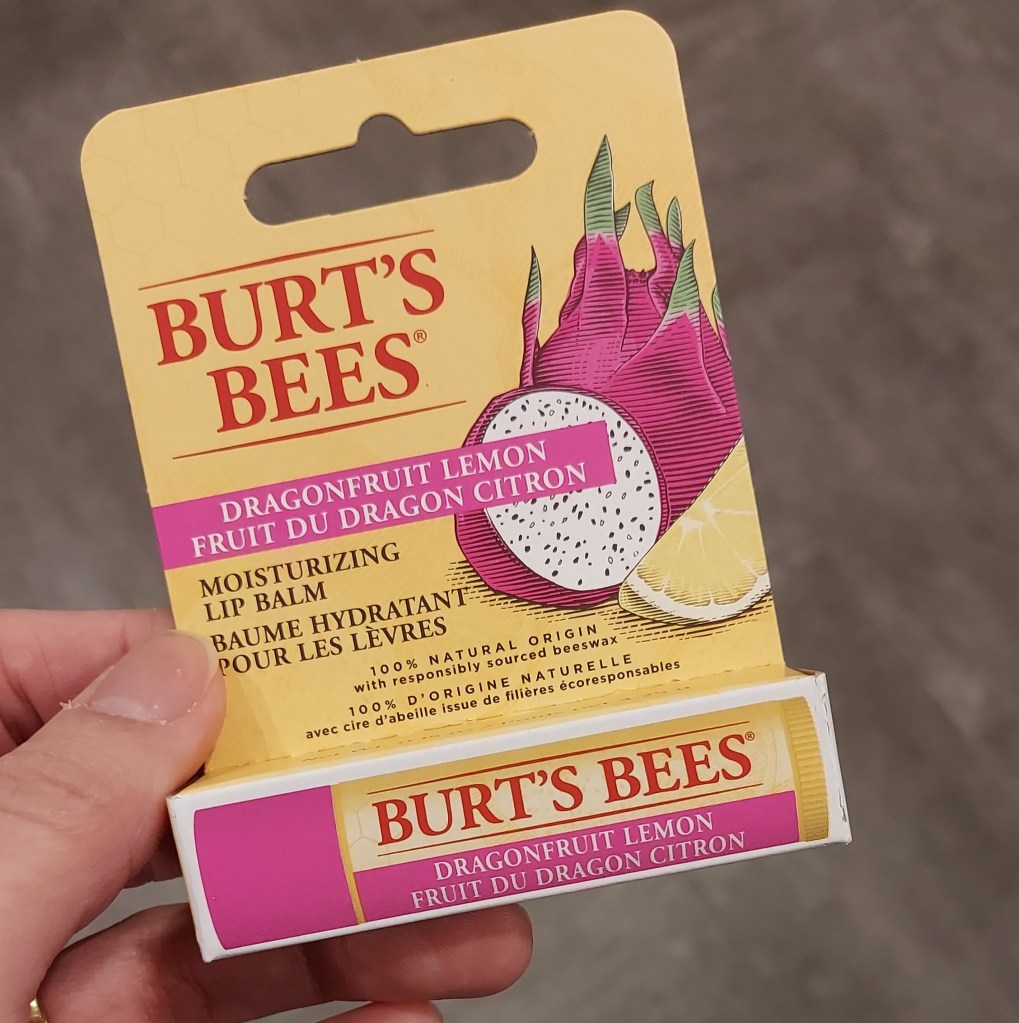 BURT'S
BEES®
DRAGONFRUIT LEMON
FRUIT DU DRAGON CITRON
MOISTURIZING
LIP BALM
BAUME HYDRATANT
POUR LES LÈVRES
100% NATURAL ORIGIN
with responsibly sourced beeswax
100% D'ORIGINE NATURELLE
avec cire d'abeille issue de filières écoresponsables
BURT'S BEES®
DRAGONFRUIT LEMON
FRUIT DU DRAGON CITRON